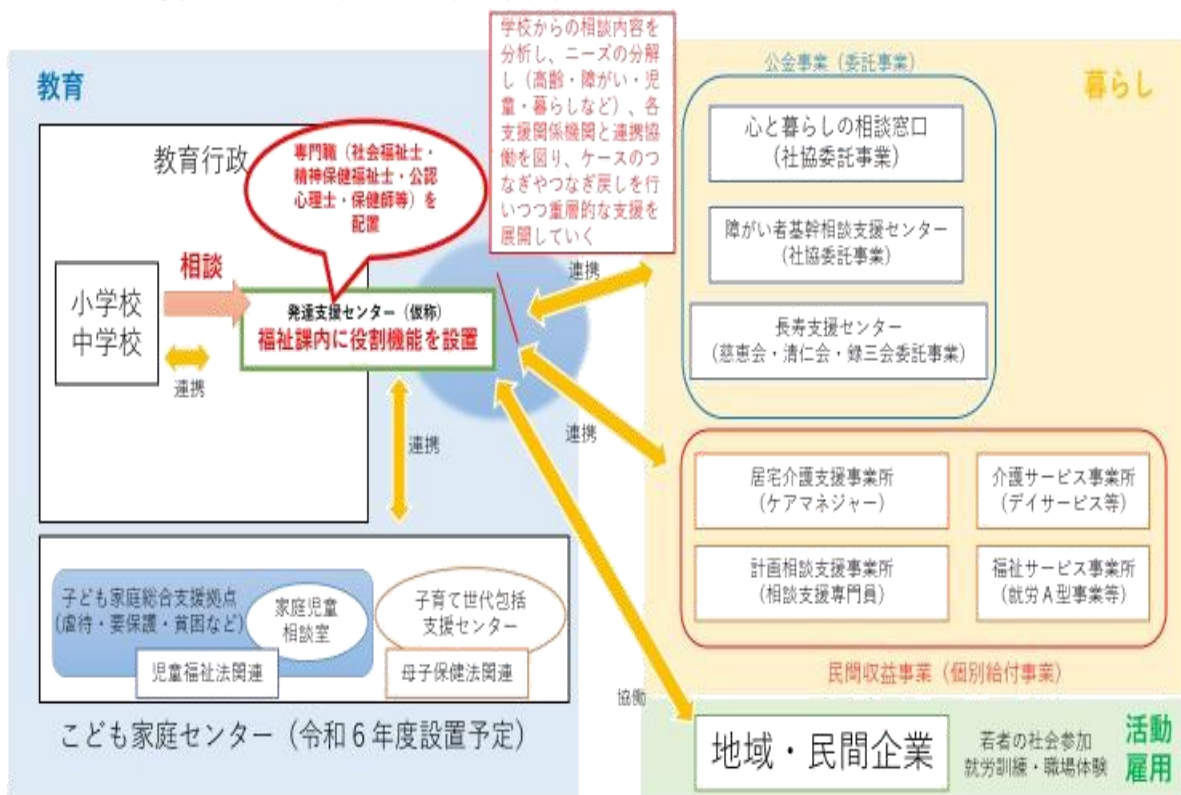 学校からの相談内容を
分析し、ニーズの分解
し（高齢・障がい・児
童・暮らしなど）、各
支援関係機関と連携協
働を図り、ケースのつ
なぎやつなぎ戻しを行
いつつ重層的な支援を
展開していく
教育
教育行政
専門職（社会福祉士・
精神保健福祉士・公認
心理士・保健師等）を
配置
小学校
中学校
相談
連携
発達支援センター（仮称）
福祉課内に役割機能を設置
連携
連携
連携
子ども家庭総合支援拠点
(虐待・要保護・貧困など)
家庭児童
相談室
児童福祉法関連
子育て世代包括
支援センター
母子保健法関連
こども家庭センター（令和６年度設置予定）
暮らし
公金事業（委託事業）
心と暮らしの相談窓口
（社協委託事業）
障がい者基幹相談支援センター
（社協委託事業）
長寿支援センター
（慈恵会・清仁会・録三会委託事業）
居宅介護支援事業所
（ケアマネジャー）
介護サービス事業所
（デイサービス等）
計画相談支援事業所
（相談支援専門員）
福祉サービス事業所
（就労Ａ型事業等）
民間収益事業（個別給付事業）
協働
地域・民間企業
若者の社会参加
就労訓練・職場体験
活動
雇用